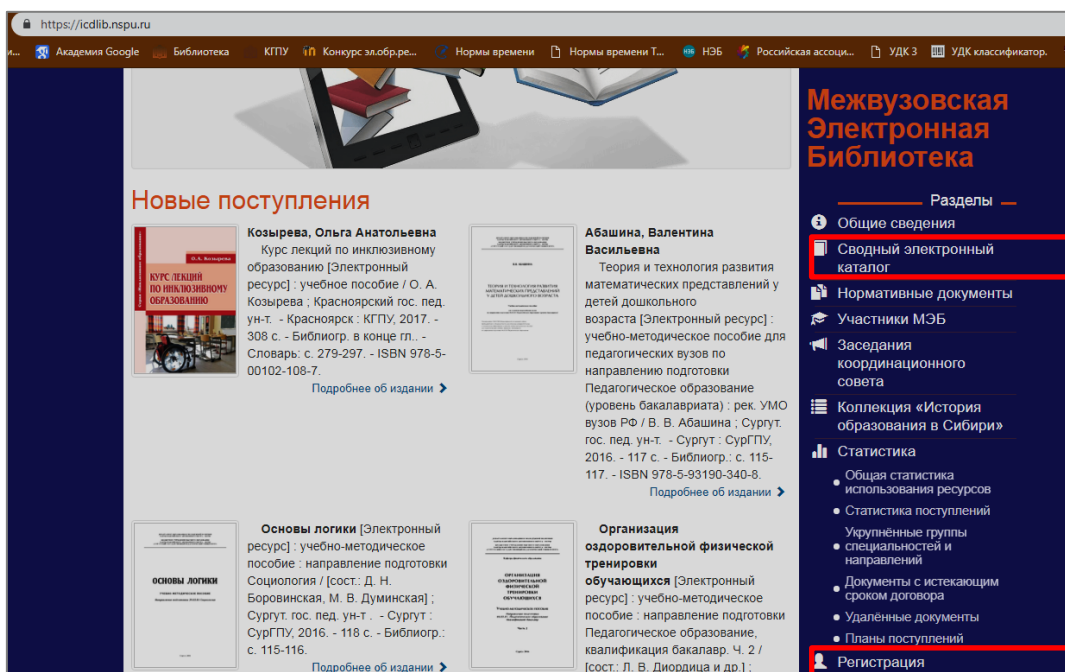 https://icdlib.nspu.ru
и... Академия Google Библиотека КГПУ Конкурс эл.обр.ре... Нормы времени Нормы времени Т... НЭБ Российская ассоци... УДК 3 УДК классификатор.
Новые поступления
Козырева, Ольга Анатольевна
Курс лекций по инклюзивному
образованию [Электронный
ресурс] : учебное пособие / О. А.
Козырева ; Красноярский гос. пед.
ун-т. - Красноярск : КГПУ, 2017. -
308 с. - Библиогр. в конце гл.. -
Словарь: с. 279-297. - ISBN 978-5-
00102-108-7.
Подробнее об издании
О.А. Козырева
КУРС ЛЕКЦИЙ
ПО ИНКЛЮЗИВНОМУ
ОБРАЗОВАНИЮ
Абашина, Валентина
Васильевна
Теория и технология развития
математических представлений у
детей дошкольного
возраста [Электронный ресурс] :
учебно-методическое пособие для
педагогических вузов по
направлению подготовки
Педагогическое образование
(уровень бакалавриата) : рек. УМО
вузов РФ / В. В. Абашина ; Сургут.
гос. пед. ун-т. - Сургут : СурГПУ,
2016. - 117 с. - Библиогр.: с. 115-
117. - ISBN 978-5-93190-340-8.
Подробнее об издании
ОСНОВЫ ЛОГИКИ
Основы логики [Электронный
ресурс] : учебно-методическое
пособие : направление подготовки
Социология / [сост.: Д. Н.
Боровинская, М. В. Думинская] ;
Сургут. гос. пед. ун-т . - Сургут :
СурГПУ, 2016. - 118 с. - Библиогр.:
с. 115-116.
Подробнее об издании
ОРГАНИЗАЦИЯ
ОЗДОРОВИТЕЛЬНОЙ
ФИЗИЧЕСКОЙ
ТРЕНИРОВКИ
ОБУЧАЮЩИХСЯ
Организация
оздоровительной физической
тренировки
обучающихся [Электронный
ресурс] : учебно-методическое
пособие : направление подготовки
Педагогическое образование,
квалификация бакалавр. Ч. 2 /
[сост.: Л. В. Диордица и др.] ;
Межвузовская
Электронная
Библиотека
Разделы
Общие сведения
Сводный электронный
каталог
Нормативные документы
Участники МЭБ
Заседания
координационного
совета
Коллекция «История
образования в Сибири»
Статистика
Общая статистика
использования ресурсов
Статистика поступлений
Укрупнённые группы
специальностей и
направлений
Документы с истекающим
сроком договора
Удалённые документы
Планы поступлений
Регистрация